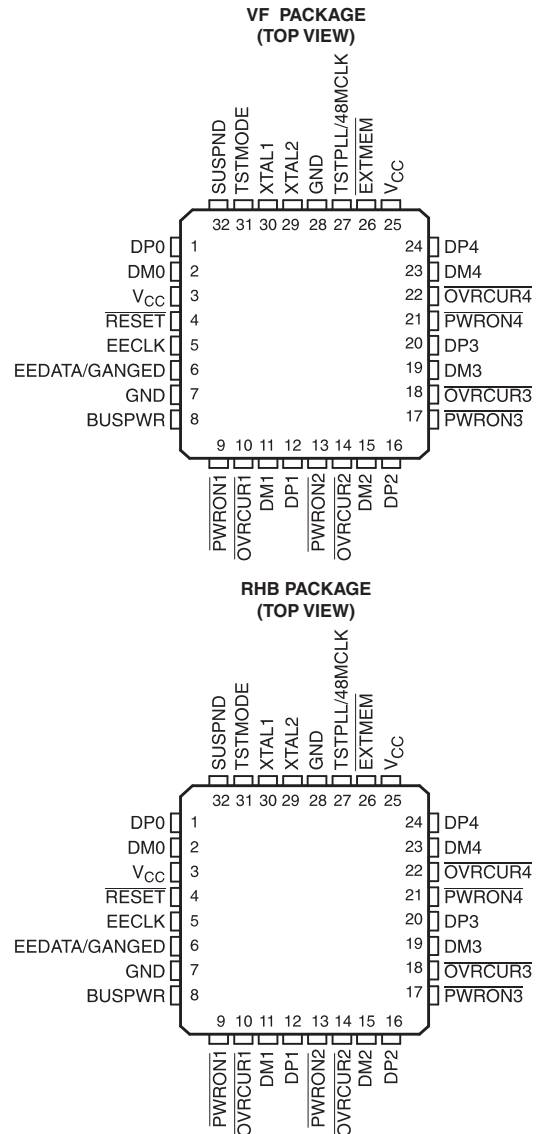 VF PACKAGE
(TOP VIEW)
SUSPND
TSTMODE
XTAL1
XTAL2
GND
TSTPLL/48MCLK
EXTMEM
VCC
32 31 30 29 28 27 26 25
DP0 1
DM0 2
VCC 3
RESET 4
EECLK 5
EEDATA/GANGED 6
GND 7
BUSPWR 8
24 DP4
23 DM4
22 OVRCUR4
21 PWRON4
20 DP3
19 DM3
18 OVRCUR3
17 PWRON3
9 10 11 12 13 14 15 16
PWRON1
OVRCUR1
DM1
DP1
PWRON2
OVRCUR2
DM2
DP2
RHB PACKAGE
(TOP VIEW)
SUSPND
TSTMODE
XTAL1
XTAL2
GND
TSTPLL/48MCLK
EXTMEM
VCC
32 31 30 29 28 27 26 25
DP0 1
DM0 2
VCC 3
RESET 4
EECLK 5
EEDATA/GANGED 6
GND 7
BUSPWR 8
24 DP4
23 DM4
22 OVRCUR4
21 PWRON4
20 DP3
19 DM3
18 OVRCUR3
17 PWRON3
9 10 11 12 13 14 15 16
PWRON1
OVRCUR1
DM1
DP1
PWRON2
OVRCUR2
DM2
DP2